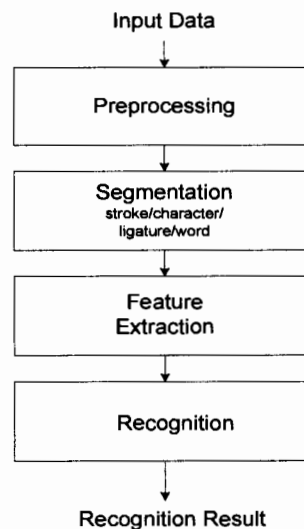 Input Data
Preprocessing
Segmentation
stroke/character/
ligature/word
Feature
Extraction
Recognition
Recognition Result